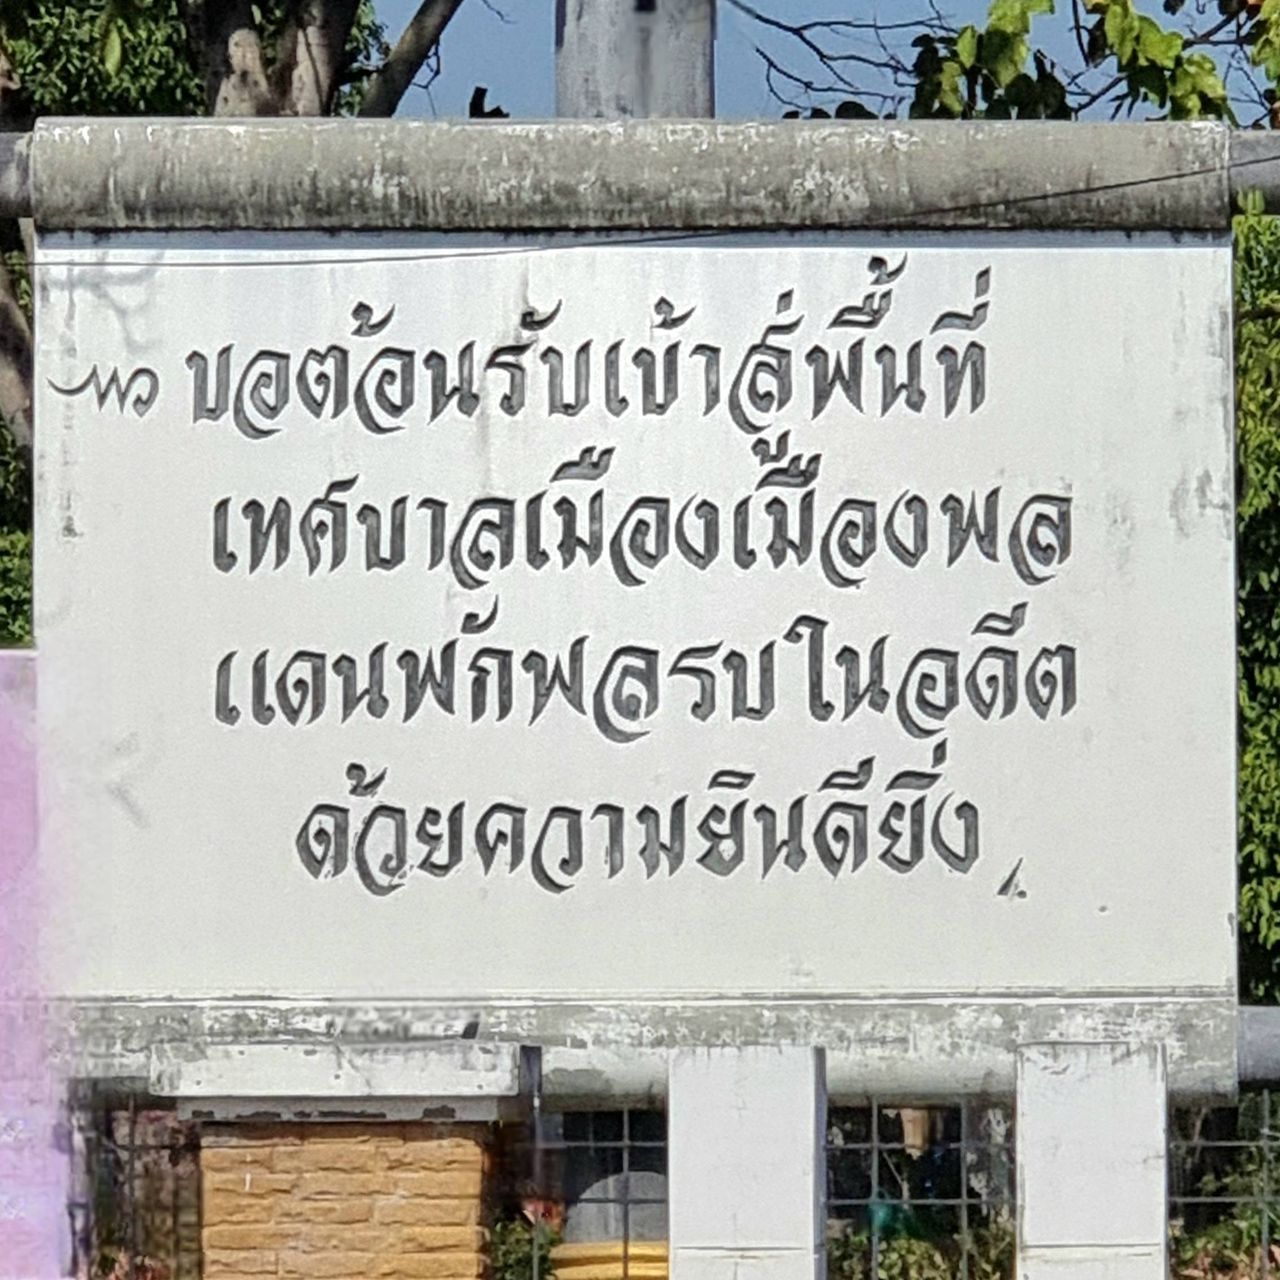 ขอต้อนรับเข้าสู่พื้นที่
เทศบาลเมืองเมืองพล
แดนพักพลรบในอดีต
ด้วยความยินดียิ่ง